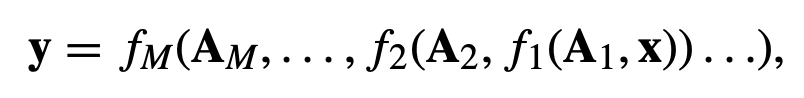 y = f_M(A_M, . . . , f_2(A_2, f_1(A_1, x)) . . .),